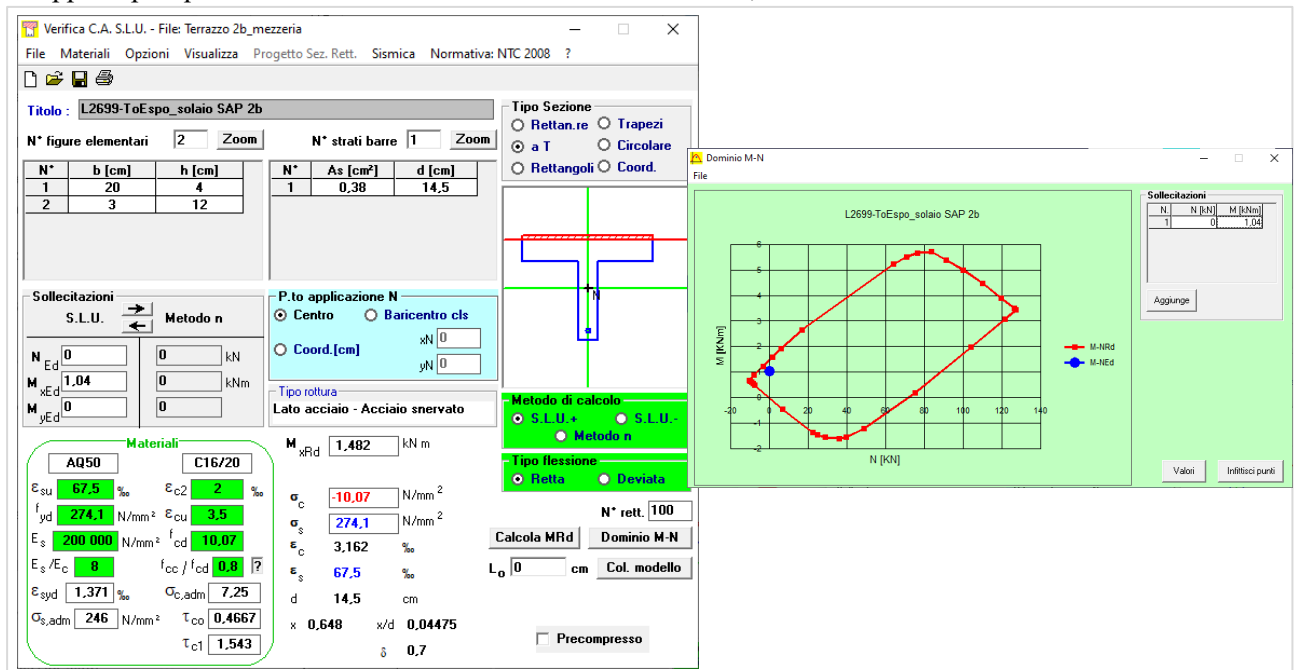 Verifica C.A. S.L.U. - File: Terrazzo 2b_mezzeria
File Materiali Opzioni Visualizza Progetto Sez. Rett. Sismica Normativa: NTC 2008 ?
Titolo : L2699-ToEspo_solaio SAP 2b
N° figure elementari 2 Zoom
N° strati barre 1 Zoom
N° b [cm] h [cm]
1 20 4
2 3 12
N° As [cm²] d [cm]
1 0,38 14,5
Tipo Sezione
Rettan.re Trapezi
a T Circolare
Rettangoli Coord.
N
Sollecitazioni
S.L.U. Metodo n
N Ed 0 0 kN
M xEd 1,04 0 kNm
M yEd 0 0
P.to applicazione N
Centro Baricentro cls
Coord.[cm] xN 0
yN 0
Tipo rottura
Lato acciaio - Acciaio snervato
Metodo di calcolo
S.L.U.+ S.L.U.-
Metodo n
Tipo flessione
Retta Deviata
Materiali
AQ50 C16/20
εsu 67,5 ‰ εc2 2 ‰
fyd 274,1 N/mm² εcu 3,5
Es 200 000 N/mm² fcd 10,07
Es/Ec 8 fcc / fcd 0,8 ?
εsyd 1,371 ‰ σc,adm 7,25
σs,adm 246 N/mm² τco 0,4667
τc1 1,543
M xRd 1,482 kN m
σc -10,07 N/mm²
σs 274,1 N/mm²
εc 3,162 ‰
εs 67,5 ‰
d 14,5 cm
x 0,648 x/d 0,04475
δ 0,7
N° rett. 100
Calcola MRd Dominio M-N
L0 0 cm Col. modello
Precompresso
Dominio M-N
File
L2699-ToEspo_solaio SAP 2b
6
5
4
3
2
1
0
-1
-2
-20 0 20 40 60 80 100 120 140
M [KNm]
N [KN]
M-NRd
M-NEd
Sollecitazioni
N. N [kN] M [kNm]
1 0 1,04
Aggiunge
Valori Infittisci punti